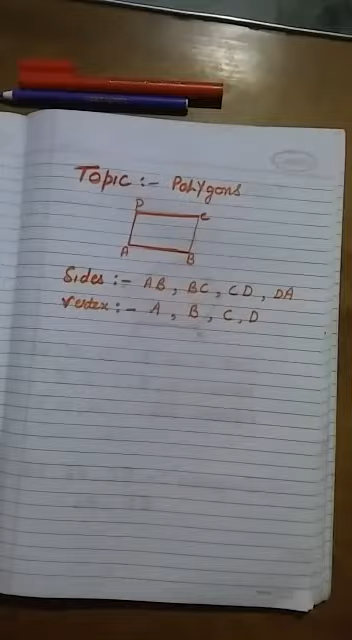 Topic :- Polygons
D
C
A
B
Sides :- AB, BC, CD, DA
Vertex :- A, B, C, D